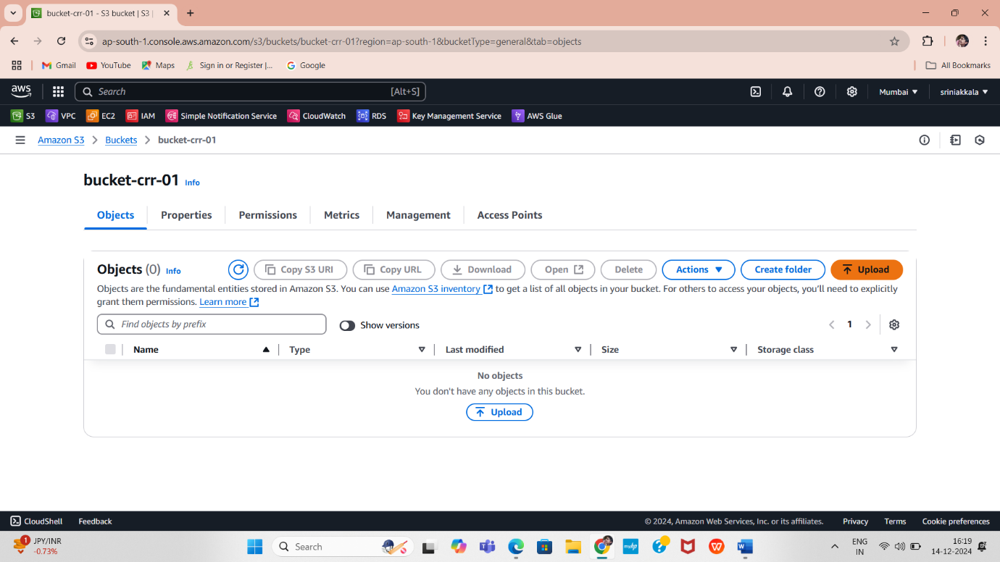 bucket-crr-01 - S3 bucket | S3 |
ap-south-1.console.aws.amazon.com/s3/buckets/bucket-crr-01?region=ap-south-1&bucketType=general&tab=objects
Gmail YouTube Maps Sign in or Register |... Google All Bookmarks
aws Search [Alt+S] Mumbai sriniakkala
S3 VPC EC2 IAM Simple Notification Service CloudWatch RDS Key Management Service AWS Glue
Amazon S3 Buckets bucket-crr-01
bucket-crr-01 Info
Objects Properties Permissions Metrics Management Access Points
Objects (0) Info Copy S3 URI Copy URL Download Open Delete Actions Create folder Upload
Objects are the fundamental entities stored in Amazon S3. You can use Amazon S3 inventory to get a list of all objects in your bucket. For others to access your objects, you'll need to explicitly
grant them permissions. Learn more
Find objects by prefix Show versions 1
Name Type Last modified Size Storage class
No objects
You don't have any objects in this bucket.
Upload
CloudShell Feedback © 2024, Amazon Web Services, Inc. or its affiliates. Privacy Terms Cookie preferences
1 JPY/INR Search myhp W ENG 16:19
-0.73% IN 14-12-2024